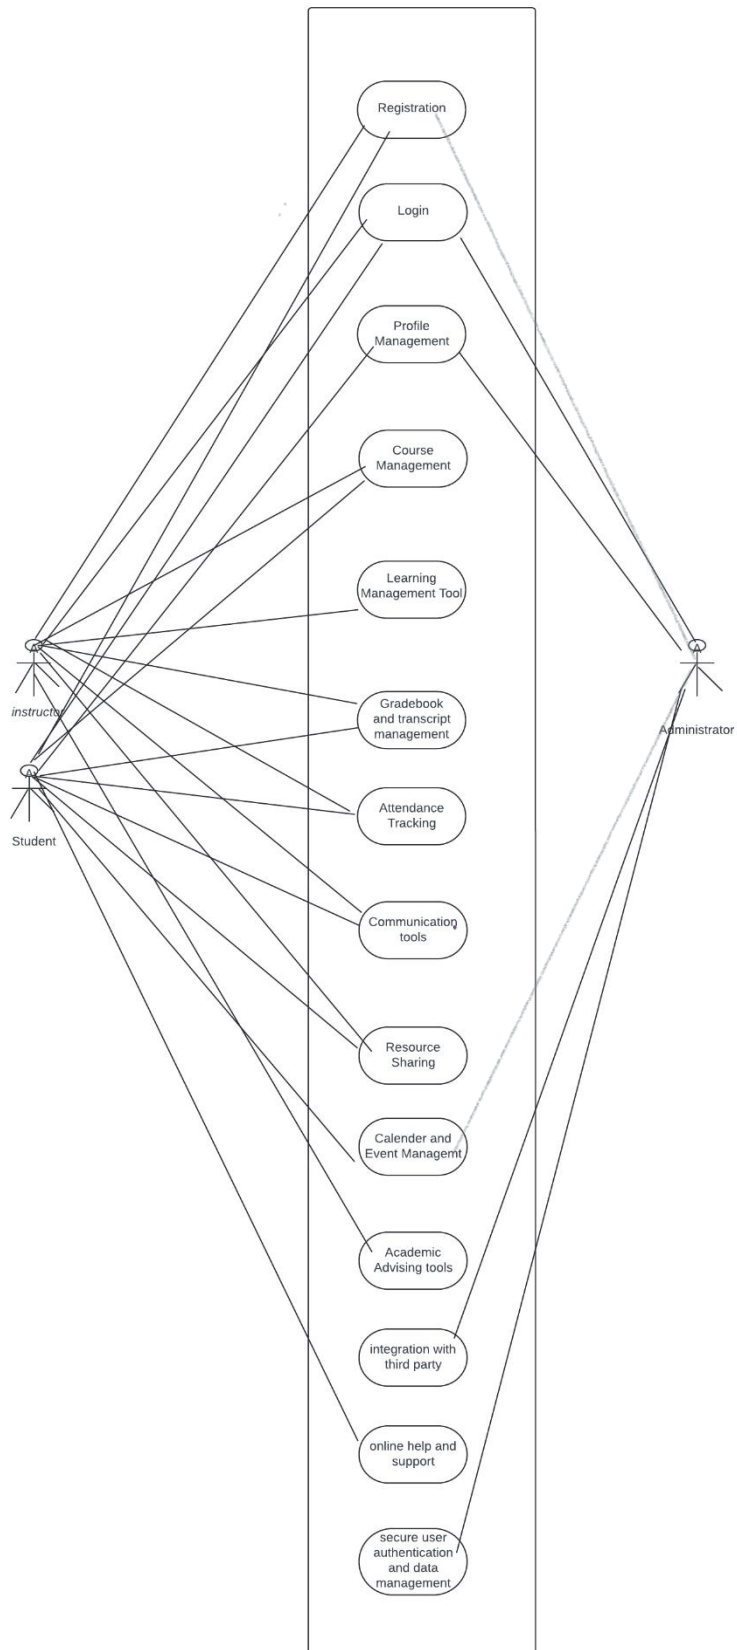 Registration
Login
Profile
Management
Course
Management
Learning
Management Tool
Gradebook
and transcript
management
instructor
Administrator
Attendance
Tracking
Student
Communication
tools
Resource
Sharing
Calender and
Event Managemt
Academic
Advising tools
integration with
third party
online help and
support
secure user
authentication
and data
management